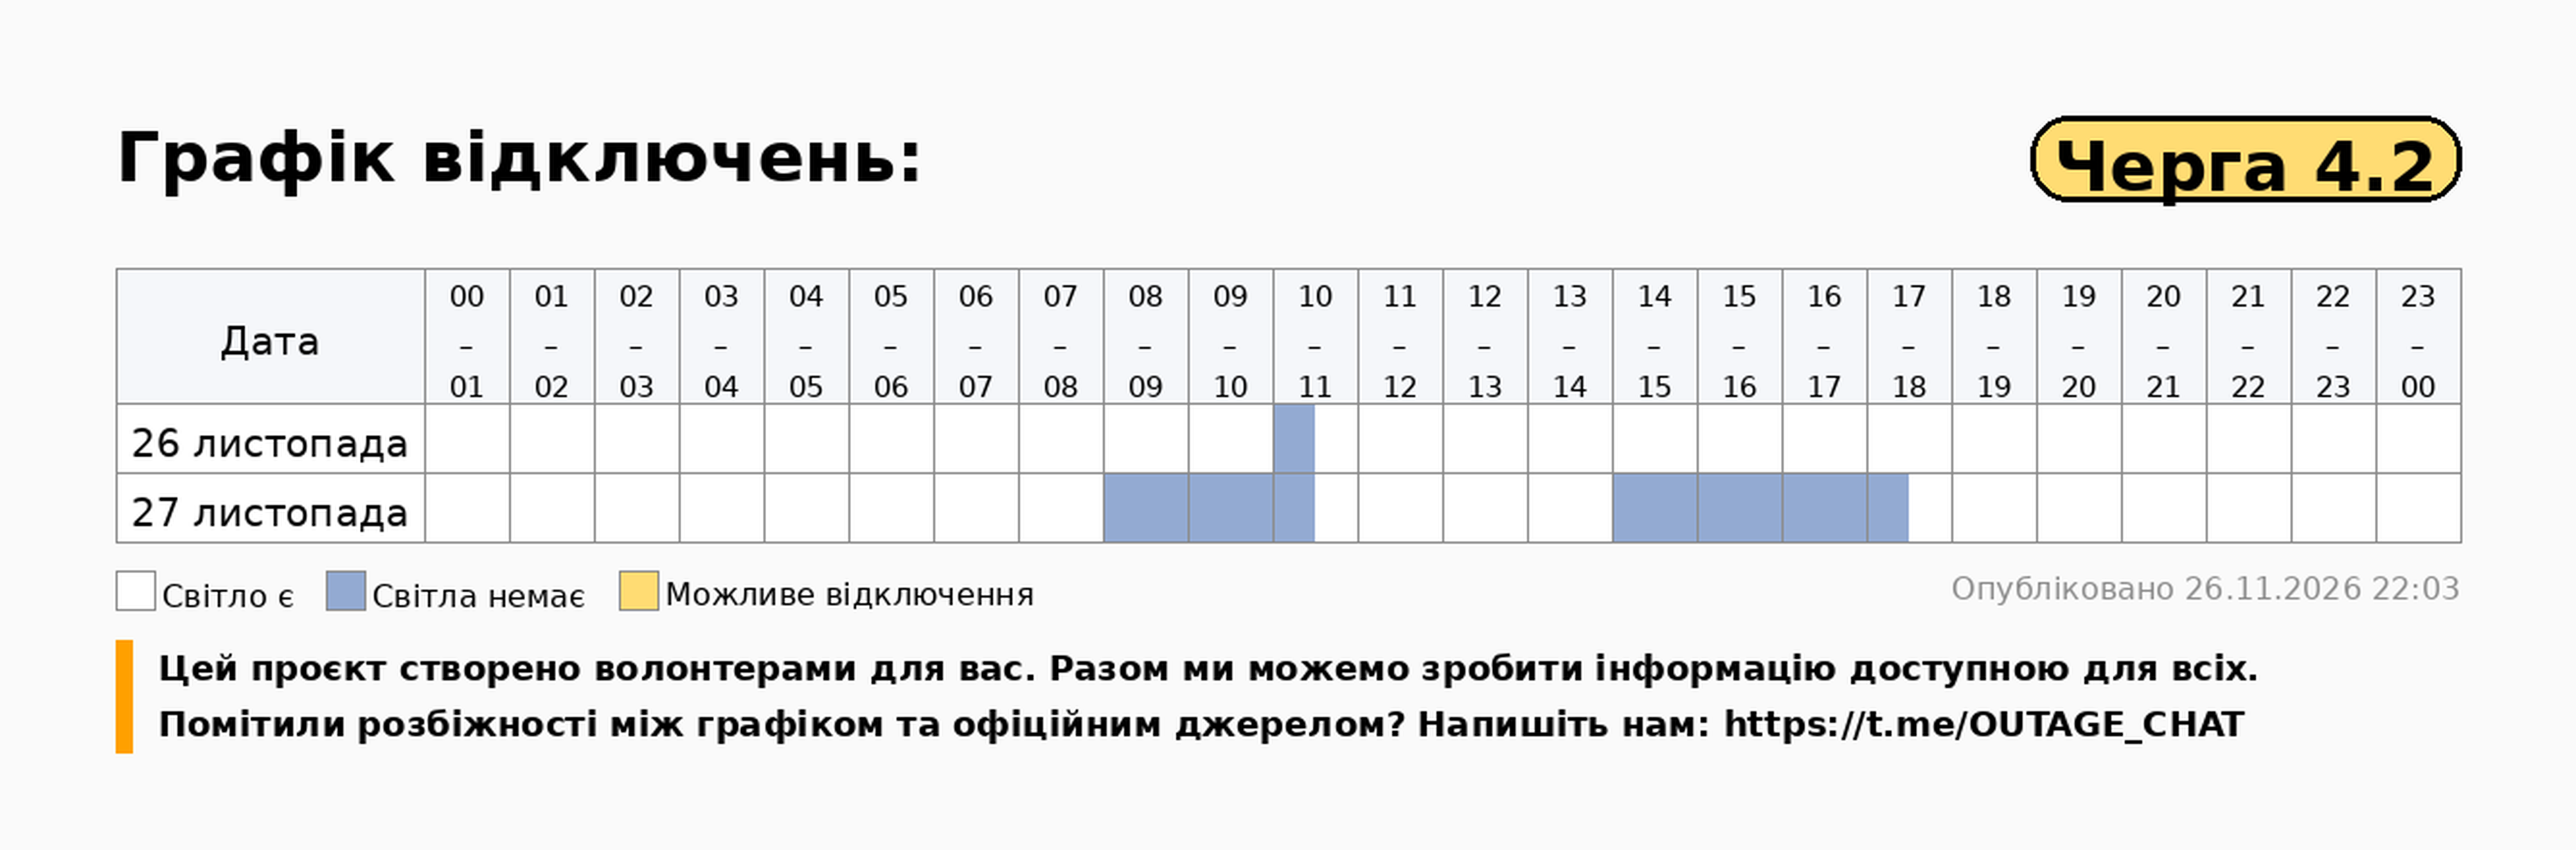 Графік відключень:
Черга 4.2
Дата
00 – 01
01 – 02
02 – 03
03 – 04
04 – 05
05 – 06
06 – 07
07 – 08
08 – 09
09 – 10
10 – 11
11 – 12
12 – 13
13 – 14
14 – 15
15 – 16
16 – 17
17 – 18
18 – 19
19 – 20
20 – 21
21 – 22
22 – 23
23 – 00
26 листопада
27 листопада
Світло є
Світла немає
Можливе відключення
Опубліковано 26.11.2026 22:03
Цей проєкт створено волонтерами для вас. Разом ми можемо зробити інформацію доступною для всіх.
Помітили розбіжності між графіком та офіційним джерелом? Напишіть нам: https://t.me/OUTAGE_CHAT